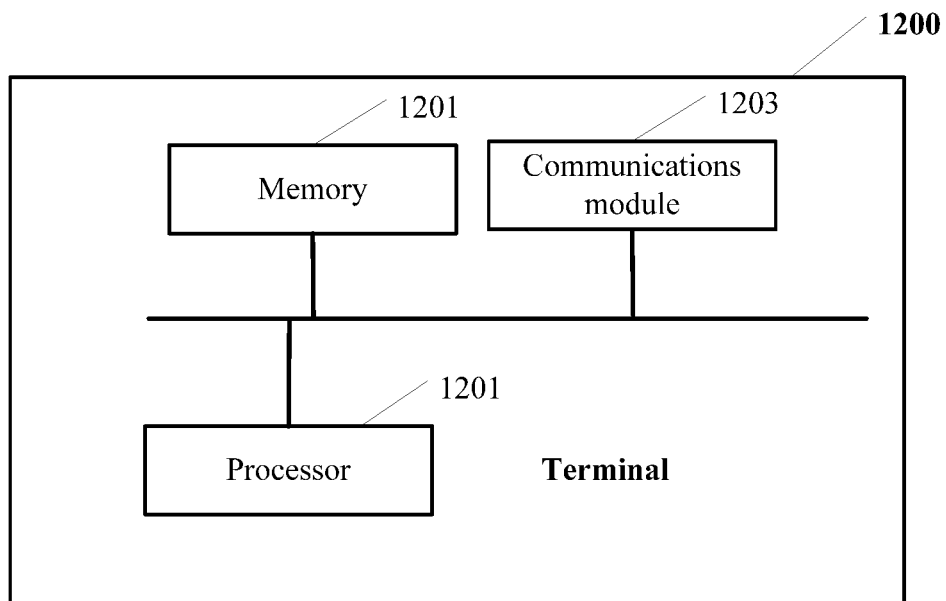 1200
1201
1203
Memory
Communications
module
1201
Processor
Terminal